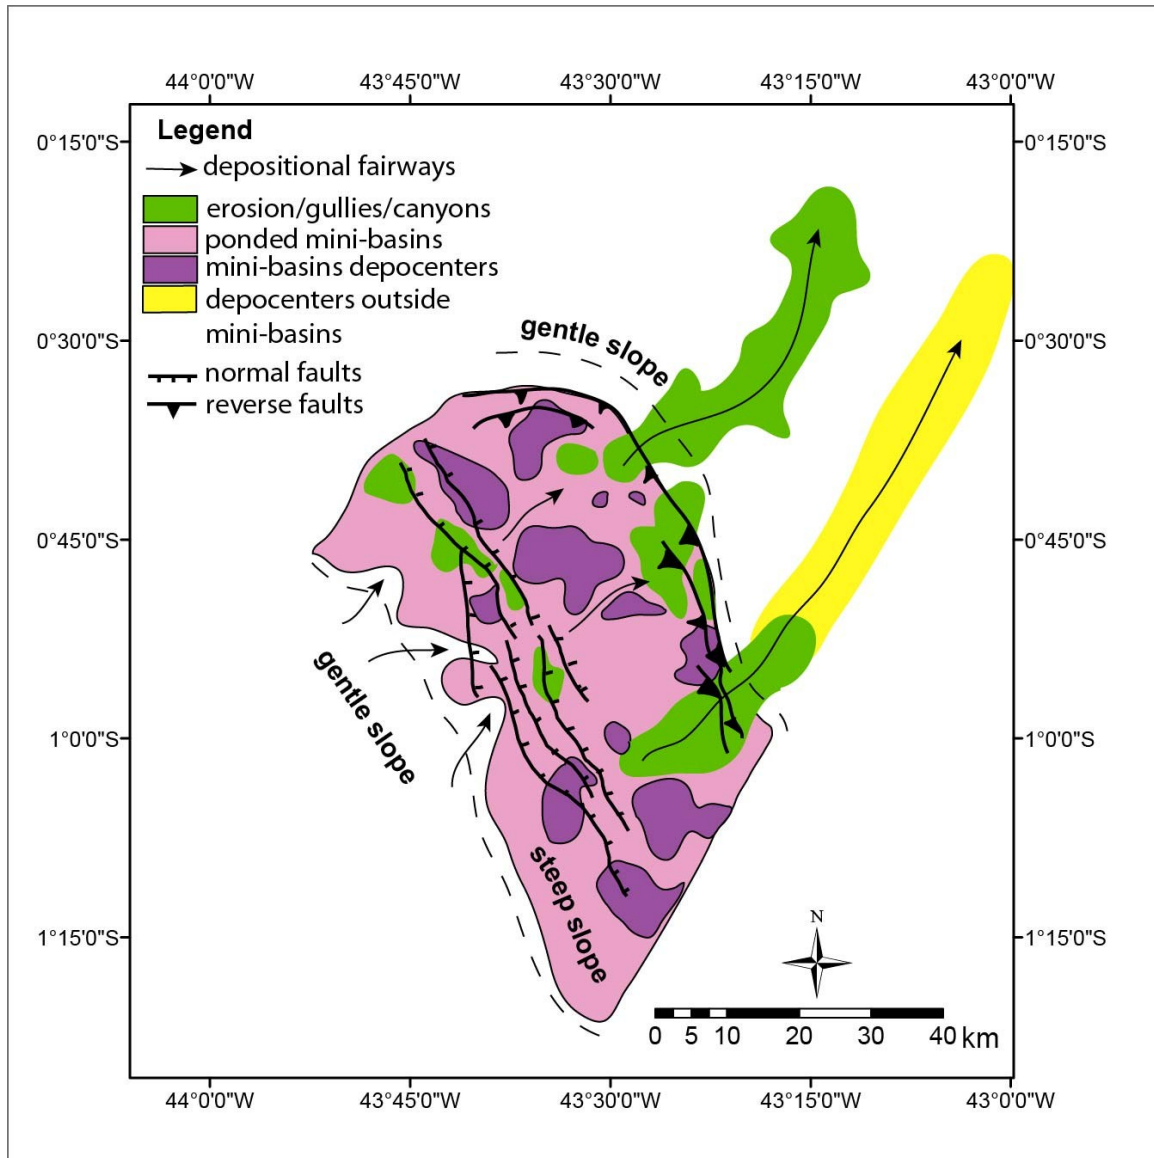 44°0'0"W 43°45'0"W 43°30'0"W 43°15'0"W 43°0'0"W
0°15'0"S
0°15'0"S
Legend
depositional fairways
erosion/gullies/canyons
ponded mini-basins
mini-basins depocenters
depocenters outside
mini-basins
normal faults
reverse faults
gentle slope
0°30'0"S
0°30'0"S
0°45'0"S
0°45'0"S
gentle slope
1°0'0"S
1°0'0"S
steep slope
1°15'0"S
1°15'0"S
N
0 5 10 20 30 40 km
44°0'0"W 43°45'0"W 43°30'0"W 43°15'0"W 43°0'0"W